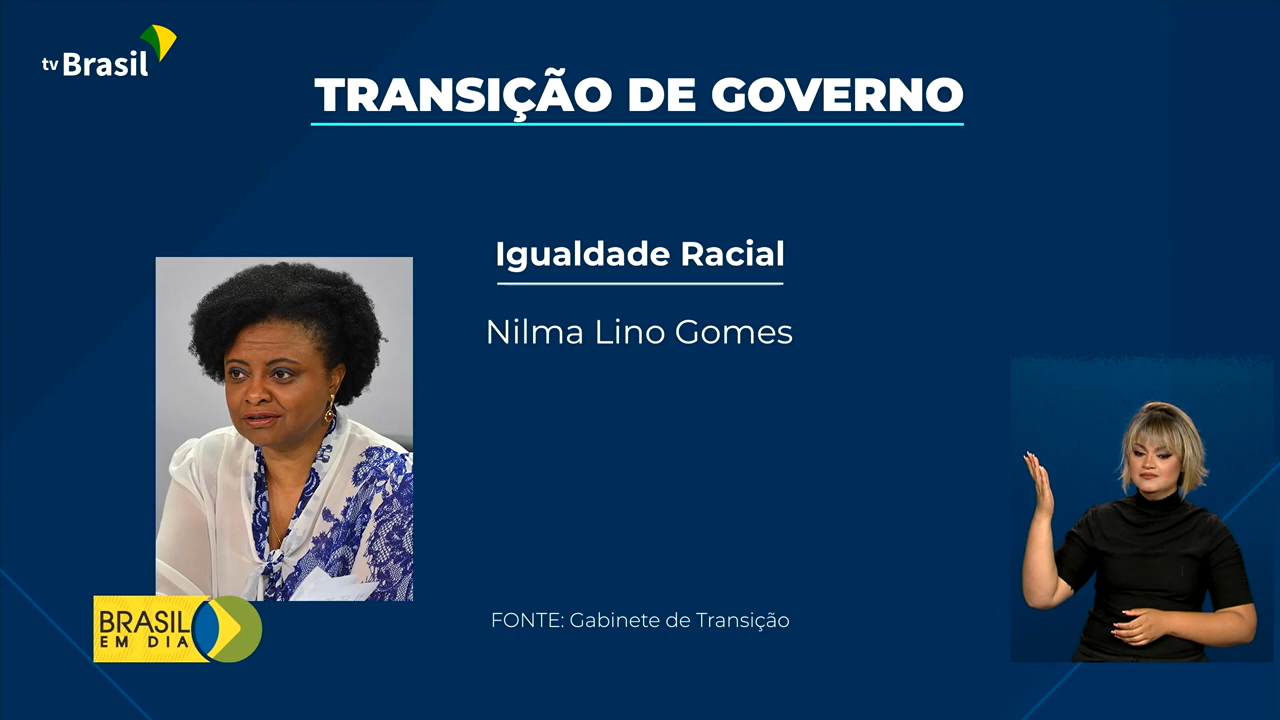 tv Brasil
TRANSIÇÃO DE GOVERNO
Igualdade Racial
Nilma Lino Gomes
BRASIL
EM DIA
FONTE: Gabinete de Transição